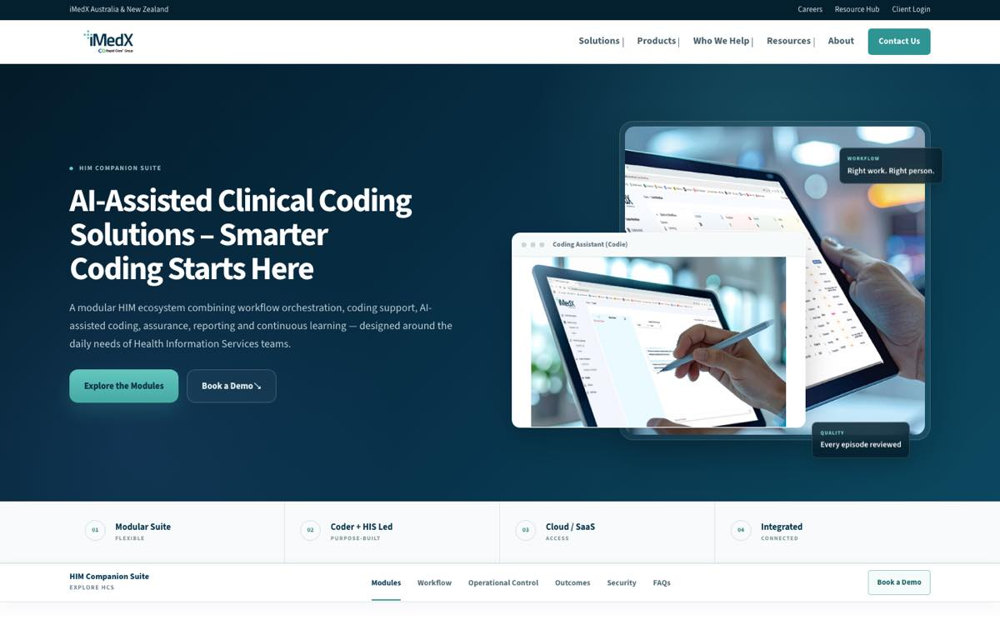 iMedX Australia & New Zealand
Careers Resource Hub Client Login
iMedX
Rapid Care Group
Solutions | Products | Who We Help | Resources | About Contact Us
HIM COMPANION SUITE
AI-Assisted Clinical Coding
Solutions – Smarter
Coding Starts Here
A modular HIM ecosystem combining workflow orchestration, coding support, AI-
assisted coding, assurance, reporting and continuous learning — designed around the
daily needs of Health Information Services teams.
Explore the Modules
Book a Demo↘
WORKFLOW
Right work. Right person.
Coding Assistant (Codie)
iMedX
QUALITY
Every episode reviewed
01 Modular Suite
FLEXIBLE
02 Coder + HIS Led
PURPOSE-BUILT
03 Cloud / SaaS
ACCESS
04 Integrated
CONNECTED
HIM Companion Suite
EXPLORE HCS
Modules Workflow Operational Control Outcomes Security FAQs
Book a Demo